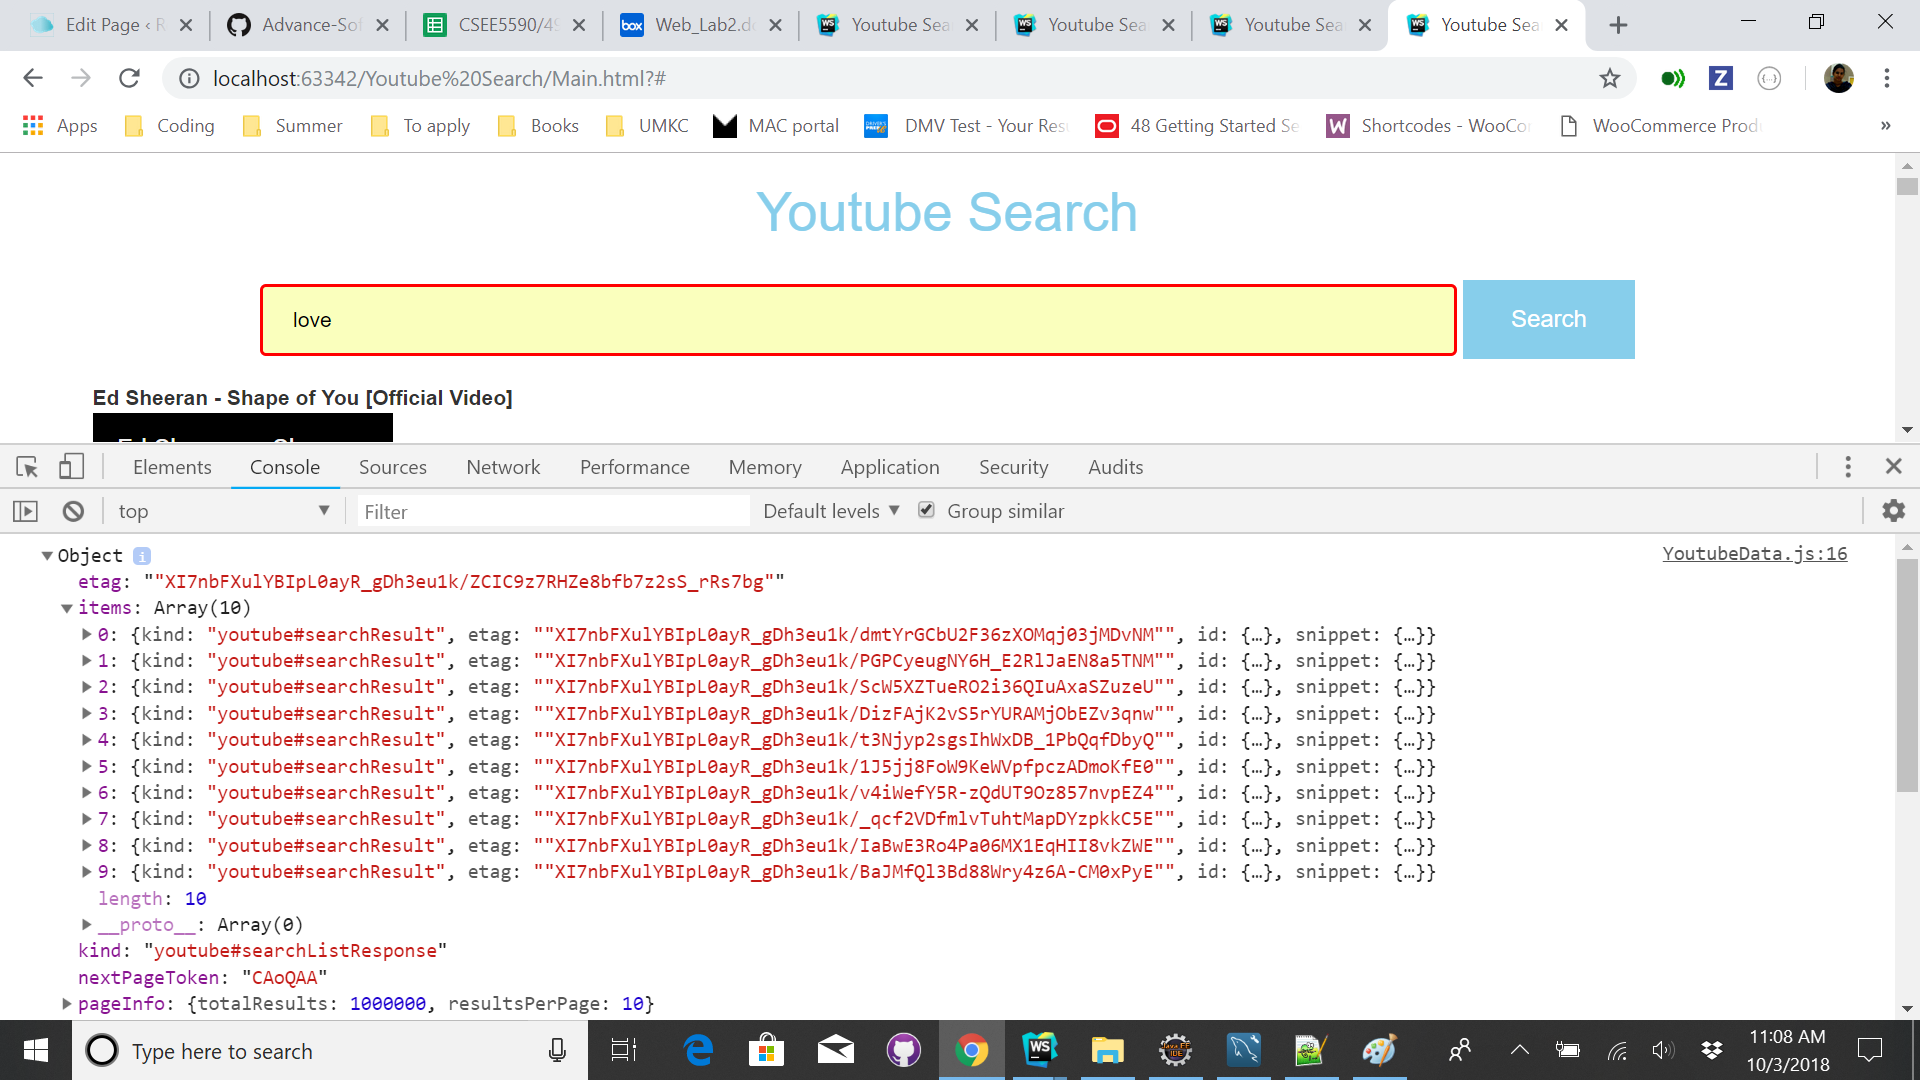 Edit Page ‹ R
Advance-Sof
CSEE5590/49
Web_Lab2.do
Youtube Sea
Youtube Sea
Youtube Sea
Youtube Sea
localhost:63342/Youtube%20Search/Main.html?#
Apps
Coding
Summer
To apply
Books
UMKC
MAC portal
DMV Test - Your Res
48 Getting Started Se
Shortcodes - WooCo
WooCommerce Prod
»
Youtube Search
love
Search
Ed Sheeran - Shape of You [Official Video]
Elements
Console
Sources
Network
Performance
Memory
Application
Security
Audits
top
Filter
Default levels
Group similar
Object
YoutubeData.js:16
etag: ""XI7nbFXulYBIpL0ayR_gDh3eu1k/ZCIC9z7RHZe8bfb7z2sS_rRs7bg""
items: Array(10)
0: {kind: "youtube#searchResult", etag: ""XI7nbFXulYBIpL0ayR_gDh3eu1k/dmtYrGCbU2F36zXOMqj03jMDvNM"", id: {…}, snippet: {…}}
1: {kind: "youtube#searchResult", etag: ""XI7nbFXulYBIpL0ayR_gDh3eu1k/PGPCyeugNY6H_E2RlJaEN8a5TNM"", id: {…}, snippet: {…}}
2: {kind: "youtube#searchResult", etag: ""XI7nbFXulYBIpL0ayR_gDh3eu1k/ScW5XZTueRO2i36QIuAxaSZuzeU"", id: {…}, snippet: {…}}
3: {kind: "youtube#searchResult", etag: ""XI7nbFXulYBIpL0ayR_gDh3eu1k/DizFAjK2vS5rYURAMjObEZv3qnw"", id: {…}, snippet: {…}}
4: {kind: "youtube#searchResult", etag: ""XI7nbFXulYBIpL0ayR_gDh3eu1k/t3Njyp2sgsIhWxDB_1PbQqfDbyQ"", id: {…}, snippet: {…}}
5: {kind: "youtube#searchResult", etag: ""XI7nbFXulYBIpL0ayR_gDh3eu1k/1J5jj8FoW9KeWVpfpczADmoKfE0"", id: {…}, snippet: {…}}
6: {kind: "youtube#searchResult", etag: ""XI7nbFXulYBIpL0ayR_gDh3eu1k/v4iWefY5R-zQdUT9Oz857nvpEZ4"", id: {…}, snippet: {…}}
7: {kind: "youtube#searchResult", etag: ""XI7nbFXulYBIpL0ayR_gDh3eu1k/_qcf2VDfmlvTuhtMapDYzpkkC5E"", id: {…}, snippet: {…}}
8: {kind: "youtube#searchResult", etag: ""XI7nbFXulYBIpL0ayR_gDh3eu1k/IaBwE3Ro4Pa06MX1EqHII8vkZWE"", id: {…}, snippet: {…}}
9: {kind: "youtube#searchResult", etag: ""XI7nbFXulYBIpL0ayR_gDh3eu1k/BaJMfQl3Bd88Wry4z6A-CM0xPyE"", id: {…}, snippet: {…}}
length: 10
__proto__: Array(0)
kind: "youtube#searchListResponse"
nextPageToken: "CAoQAA"
pageInfo: {totalResults: 1000000, resultsPerPage: 10}
Type here to search
11:08 AM
10/3/2018